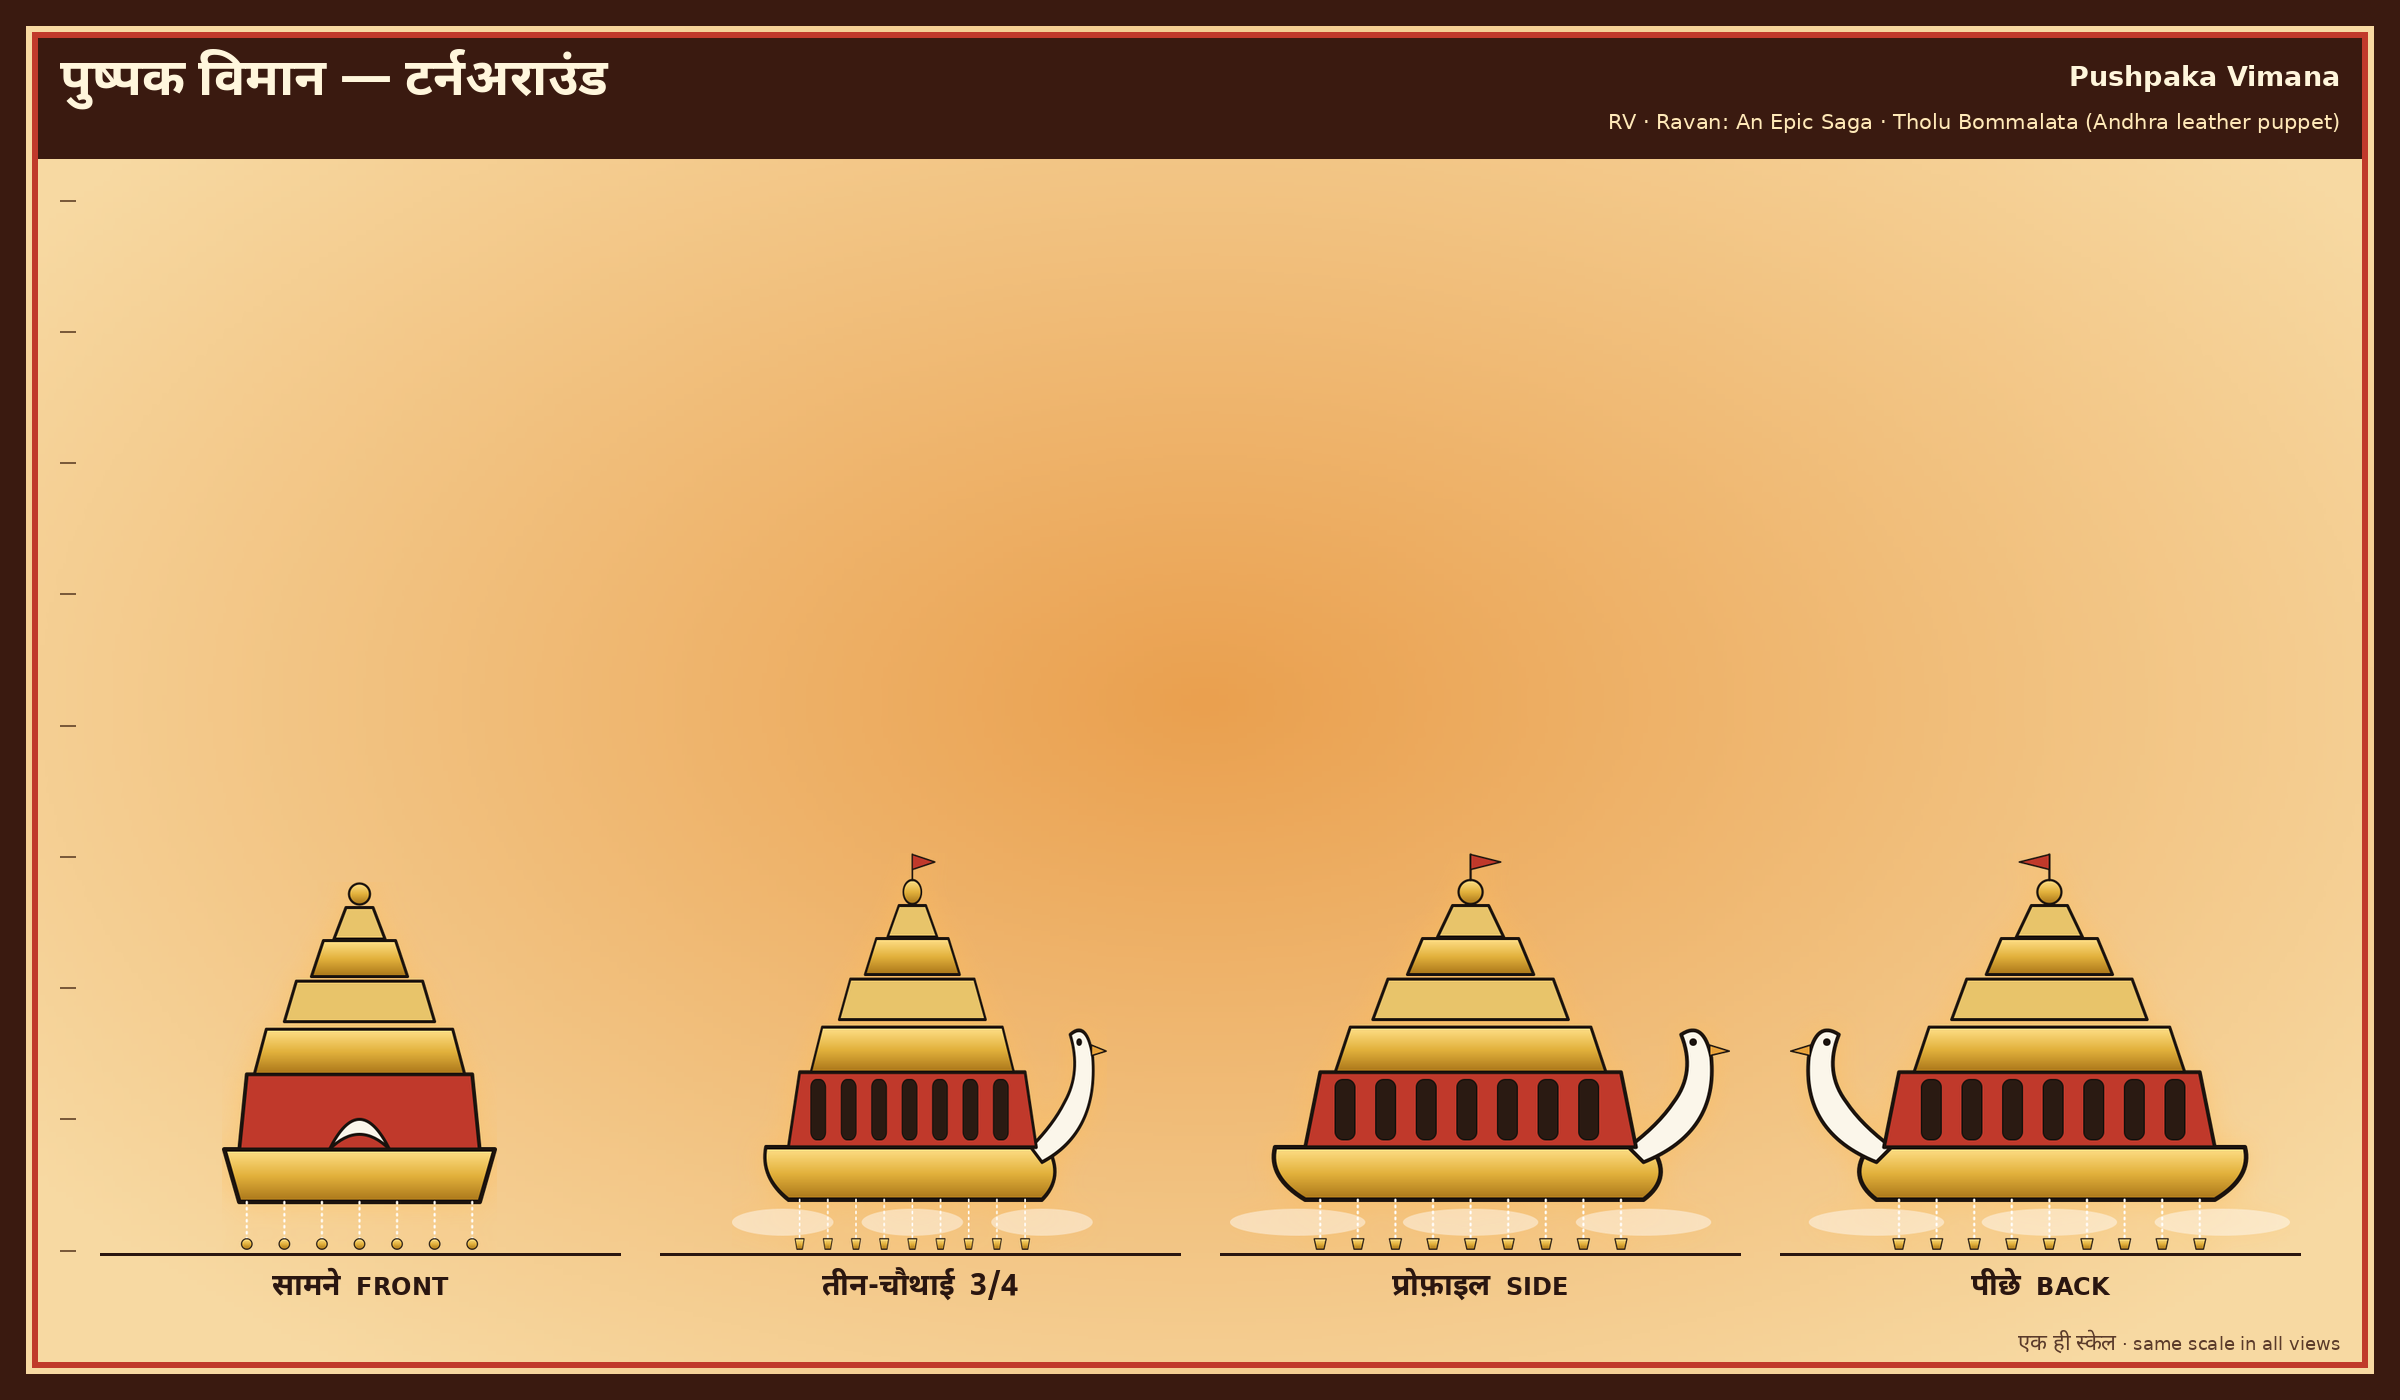 पुष्पक विमान — टर्नअराउंड
Pushpaka Vimana
RV · Ravan: An Epic Saga · Tholu Bommalata (Andhra leather puppet)
सामने FRONT
तीन-चौथाई 3/4
प्रोफ़ाइल SIDE
पीछे BACK
एक ही स्केल · same scale in all views